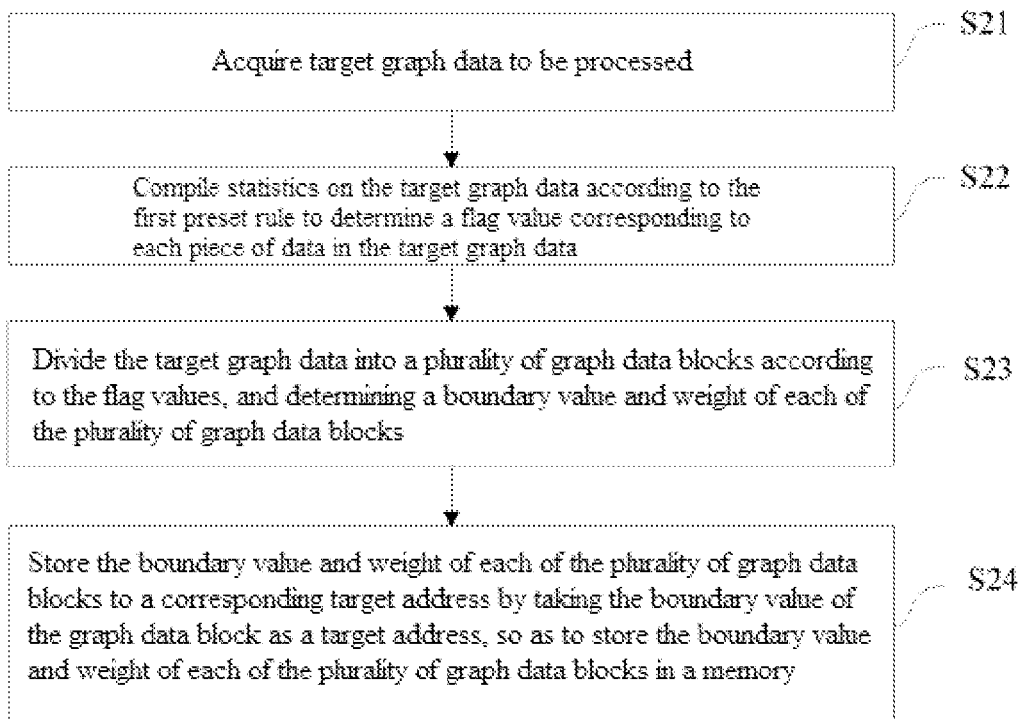 Acquire target graph data to be processed
S21
Compile statistics on the target graph data according to the
first preset rule to determine a flag value corresponding to
each piece of data in the target graph data
S22
Divide the target graph data into a plurality of graph data blocks according
to the flag values, and determining a boundary value and weight of each of
the plurality of graph data blocks
S23
Store the boundary value and weight of each of the plurality of graph data
blocks to a corresponding target address by taking the boundary value of
the graph data block as a target address, so as to store the boundary value
and weight of each of the plurality of graph data blocks in a memory
S24